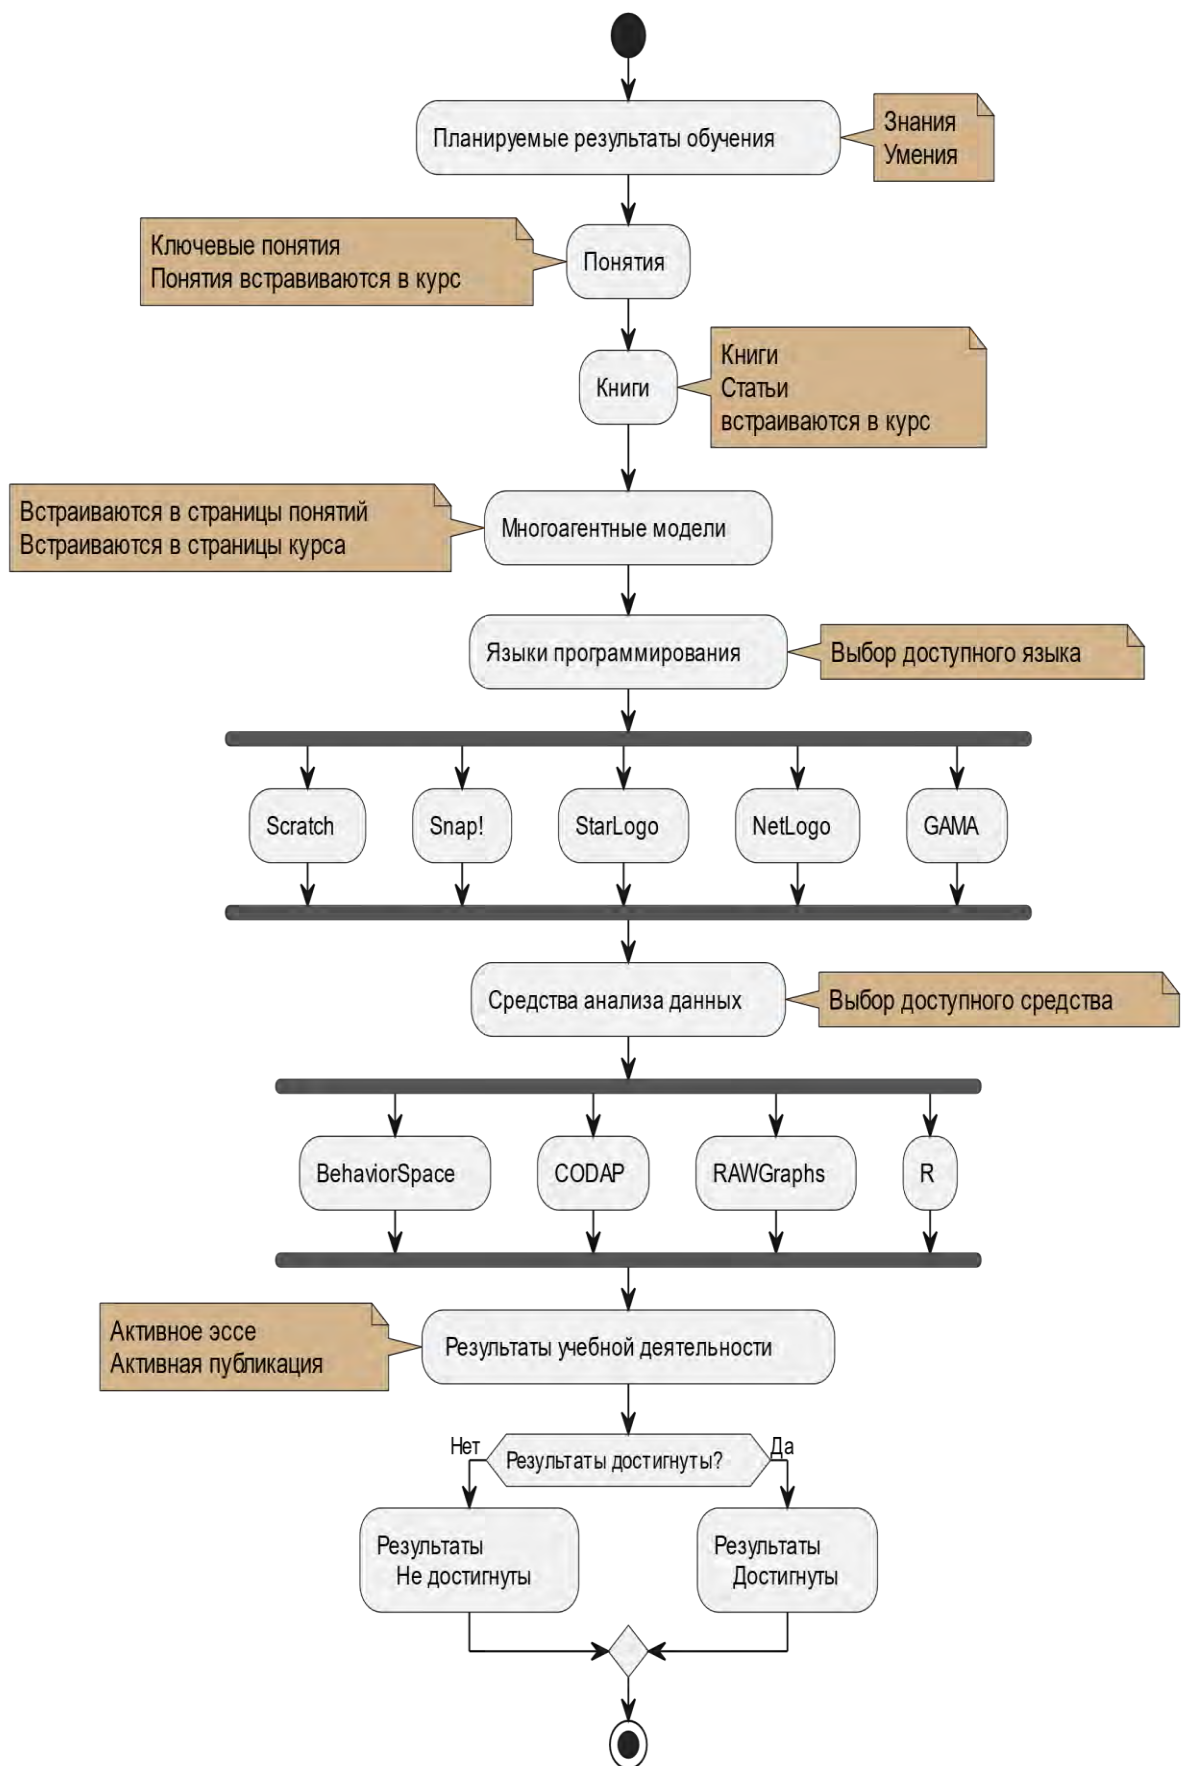 Планируемые результаты обучения
Знания
Умения
Ключевые понятия
Понятия встравиваются в курс
Понятия
Книги
Книги
Статьи
встраиваются в курс
Встраиваются в страницы понятий
Встраиваются в страницы курса
Многоагентные модели
Языки программирования
Выбор доступного языка
Scratch
Snap!
StarLogo
NetLogo
GAMA
Средства анализа данных
Выбор доступного средства
BehaviorSpace
CODAP
RAWGraphs
R
Активное эссе
Активная публикация
Результаты учебной деятельности
Нет
Результаты достигнуты?
Да
Результаты
Не достигнуты
Результаты
Достигнуты